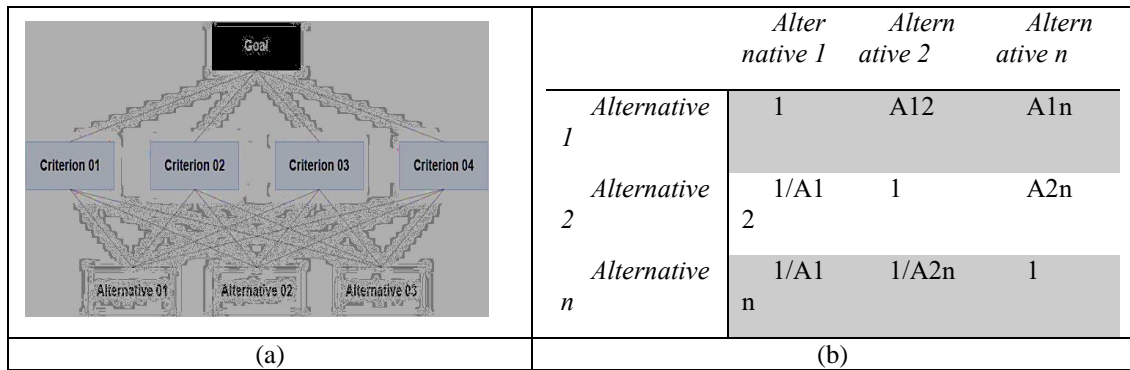 Goal
Criterion 01 Criterion 02 Criterion 03 Criterion 04
Alternative 01 Alternative 02 Alternative 03
(a)
Alter Altern Altern
native 1 ative 2 ative n
Alternative 1 A12 A1n
1
Alternative 1/A1 1 A2n
2 2
Alternative 1/A1 1/A2n 1
n n
(b)